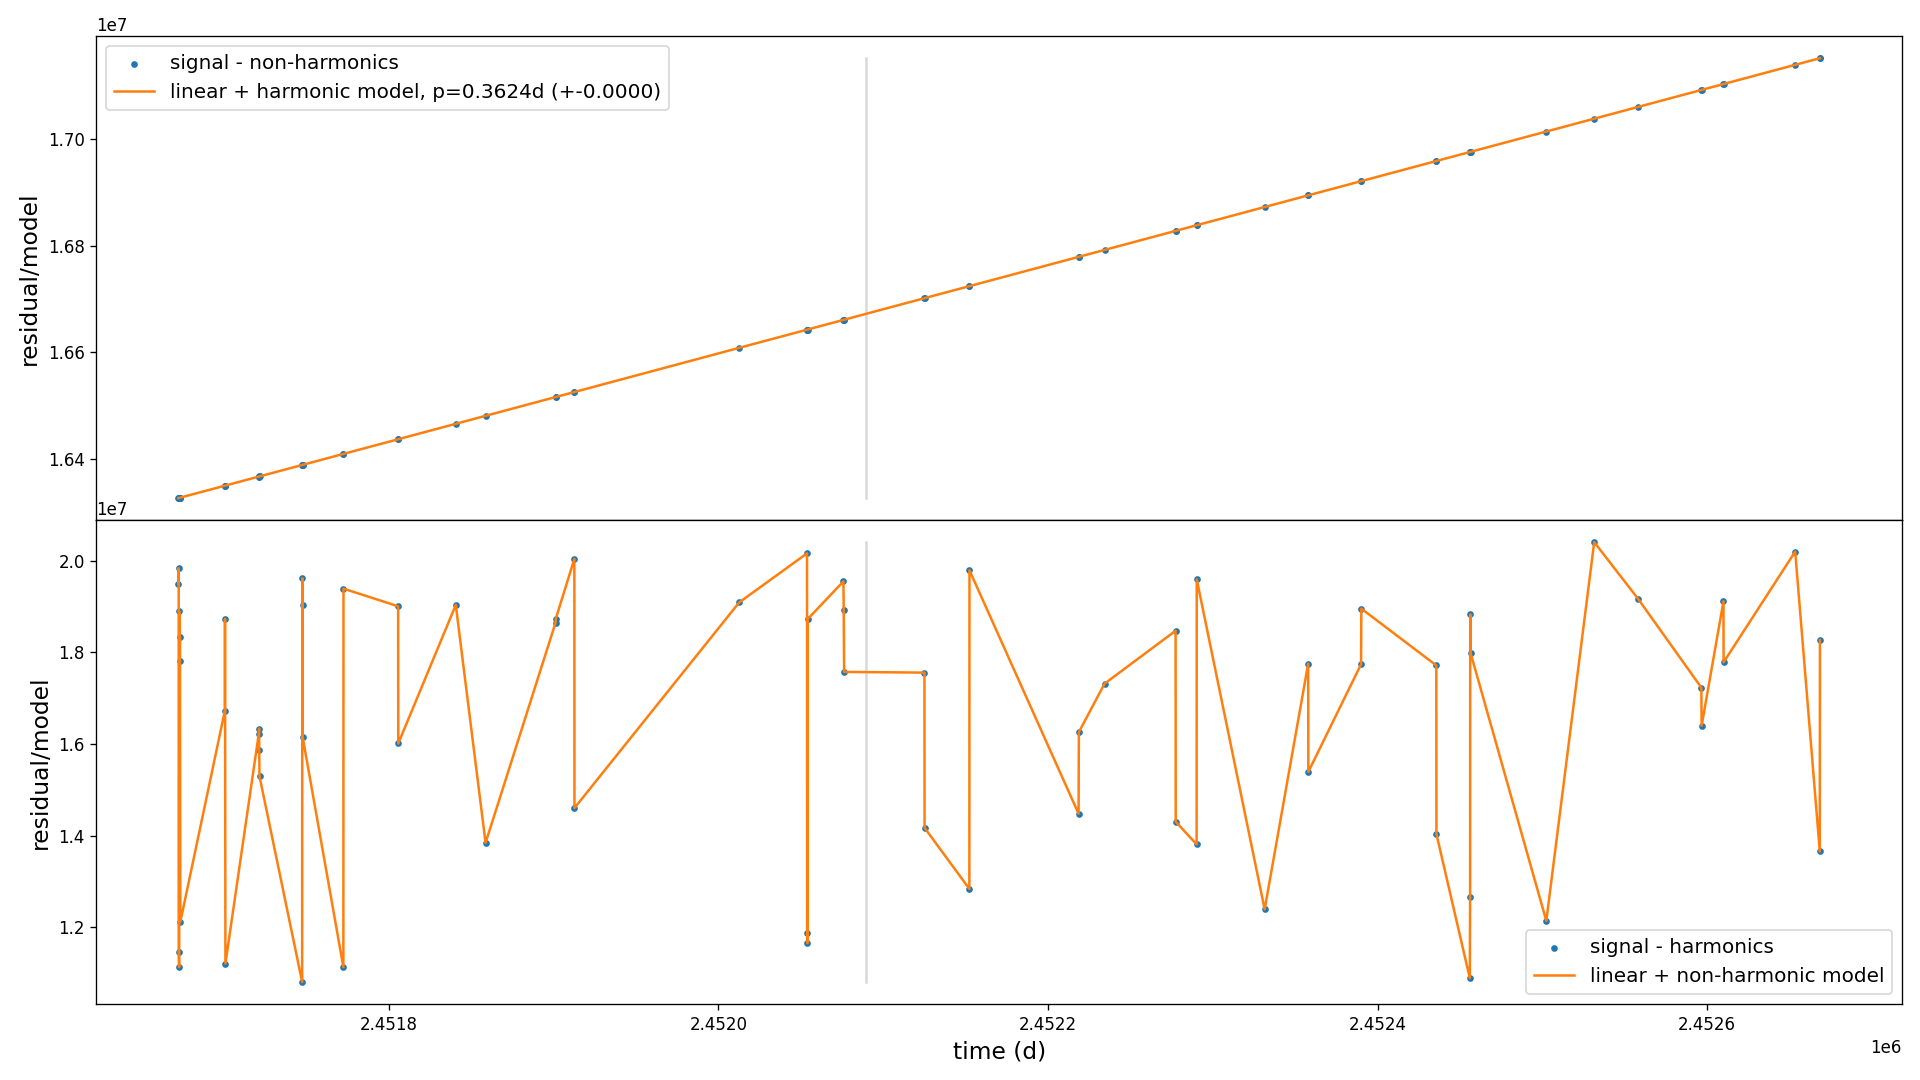 1e7
signal - non-harmonics
linear + harmonic model, p=0.3624d (+-0.0000)
1.70
1.68
1.66
1.64
residual/model
1e7
2.0
1.8
1.6
1.4
1.2
residual/model
signal - harmonics
linear + non-harmonic model
2.4518
2.4520
2.4522
2.4524
2.4526
1e6
time (d)